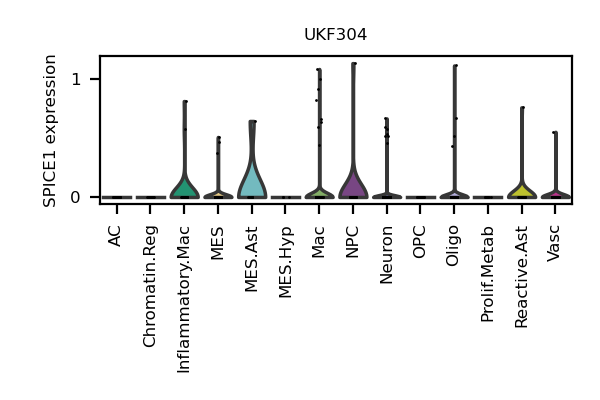 UKF304
SPICE1 expression
1
0
AC
Chromatin.Reg
Inflammatory.Mac
MES
MES.Ast
MES.Hyp
Mac
NPC
Neuron
OPC
Oligo
Prolif.Metab
Reactive.Ast
Vasc